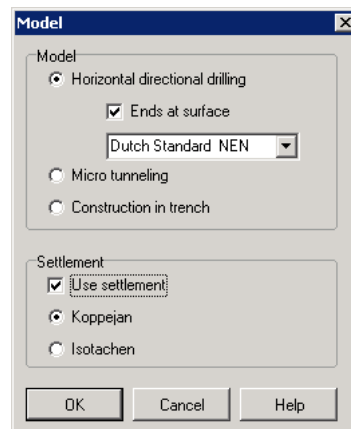 Model
Model
Horizontal directional drilling
Ends at surface
Dutch Standard NEN
Micro tunneling
Construction in trench
Settlement
Use settlement
Koppejan
Isotachen
OK Cancel Help